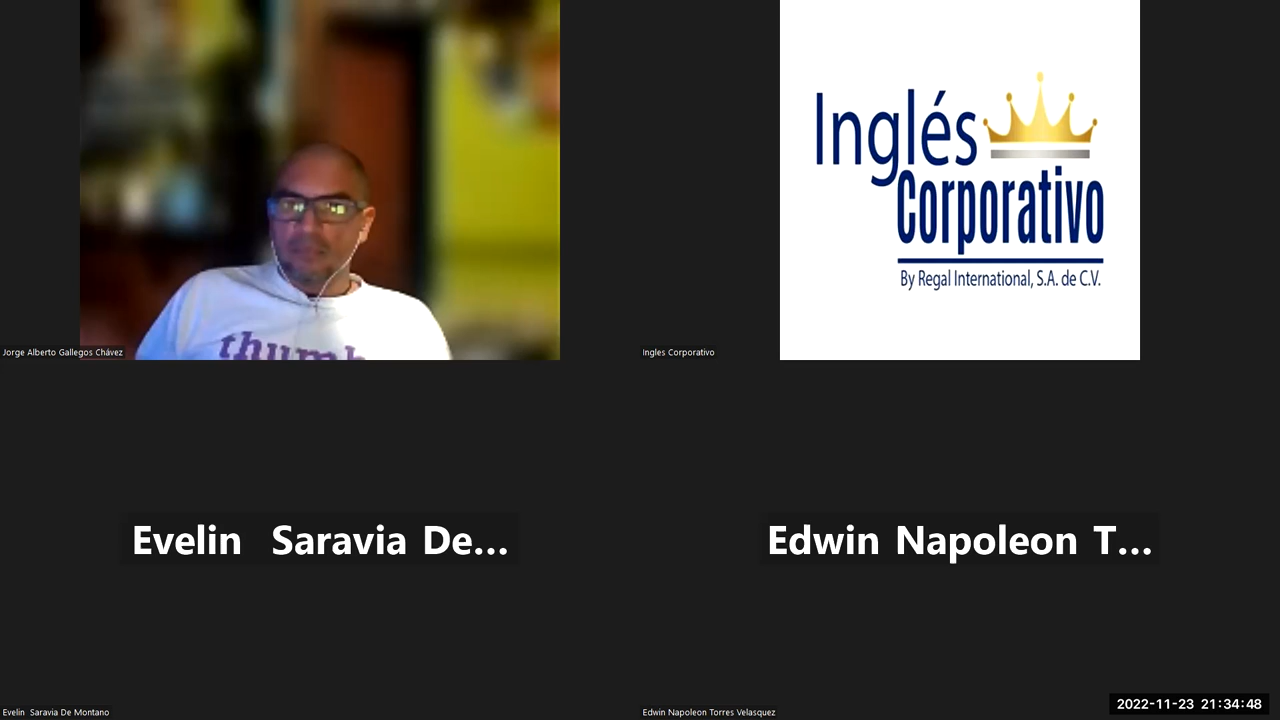 thumb
Jorge Alberto Gallegos Chávez
Inglés
Corporativo
By Regal International, S.A. de C.V.
Ingles Corporativo
Evelin Saravia De...
Edwin Napoleon T...
Evelin Saravia De Montano
Edwin Napoleon Torres Velasquez
2022-11-23 21:34:48